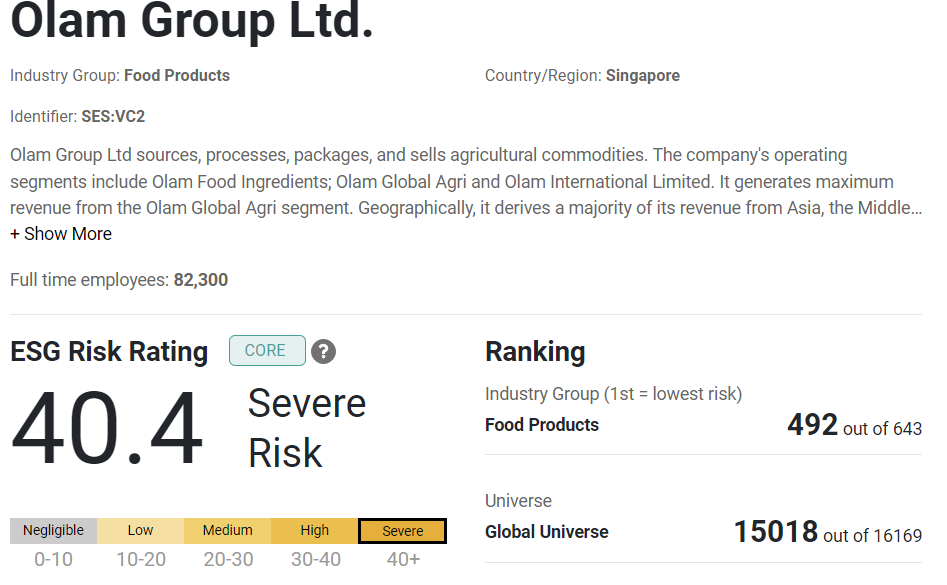 Olam Group Ltd.
Industry Group: Food Products
Country/Region: Singapore
Identifier: SES:VC2
Olam Group Ltd sources, processes, packages, and sells agricultural commodities. The company's operating
segments include Olam Food Ingredients; Olam Global Agri and Olam International Limited. It generates maximum
revenue from the Olam Global Agri segment. Geographically, it derives a majority of its revenue from Asia, the Middle...
+ Show More
Full time employees: 82,300
ESG Risk Rating CORE ?
40.4 Severe
Risk
Negligible Low Medium High Severe
0-10 10-20 20-30 30-40 40+
Ranking
Industry Group (1st = lowest risk)
Food Products 492 out of 643
Universe
Global Universe 15018 out of 16169